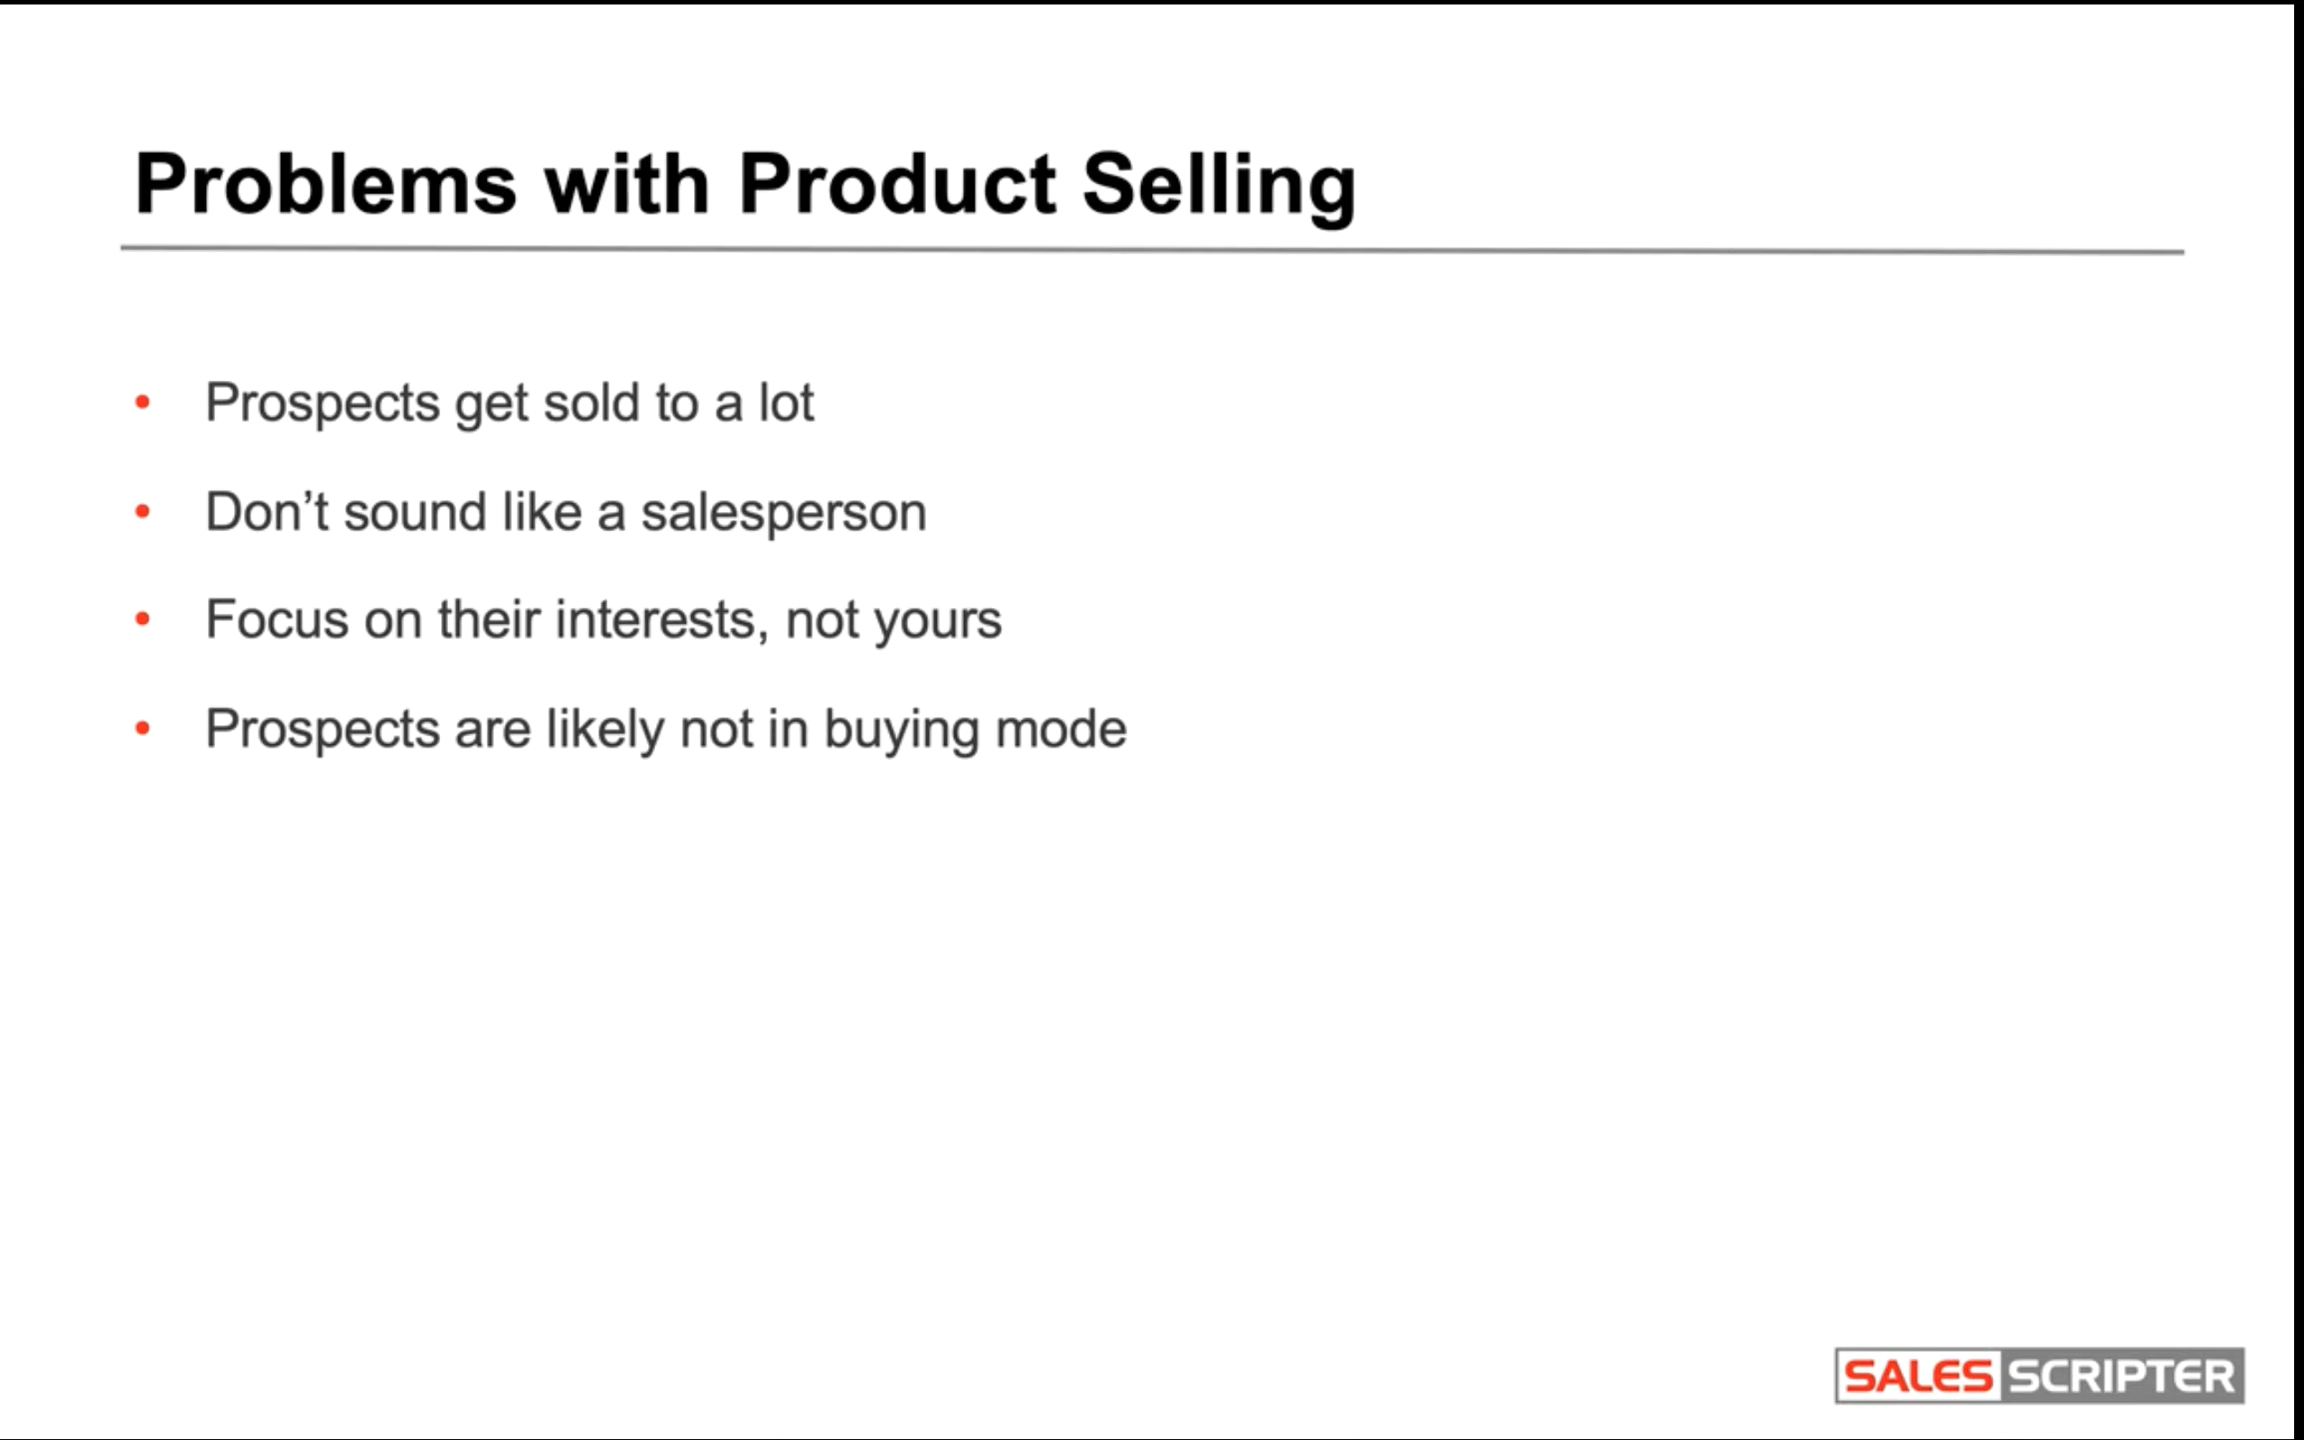 Problems with Product Selling
• Prospects get sold to a lot
• Don’t sound like a salesperson
• Focus on their interests, not yours
• Prospects are likely not in buying mode
SALES SCRIPTER